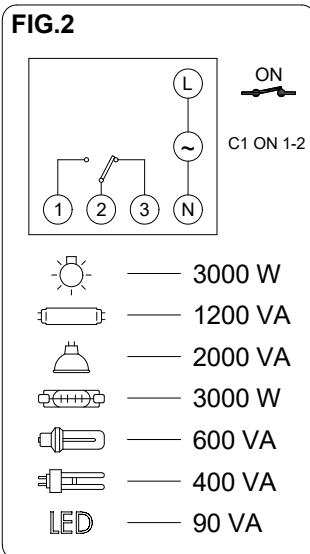 FIG.2
L
ON
~
C1 ON 1-2
1 2 3 N
3000 W
1200 VA
2000 VA
3000 W
600 VA
400 VA
LED 90 VA